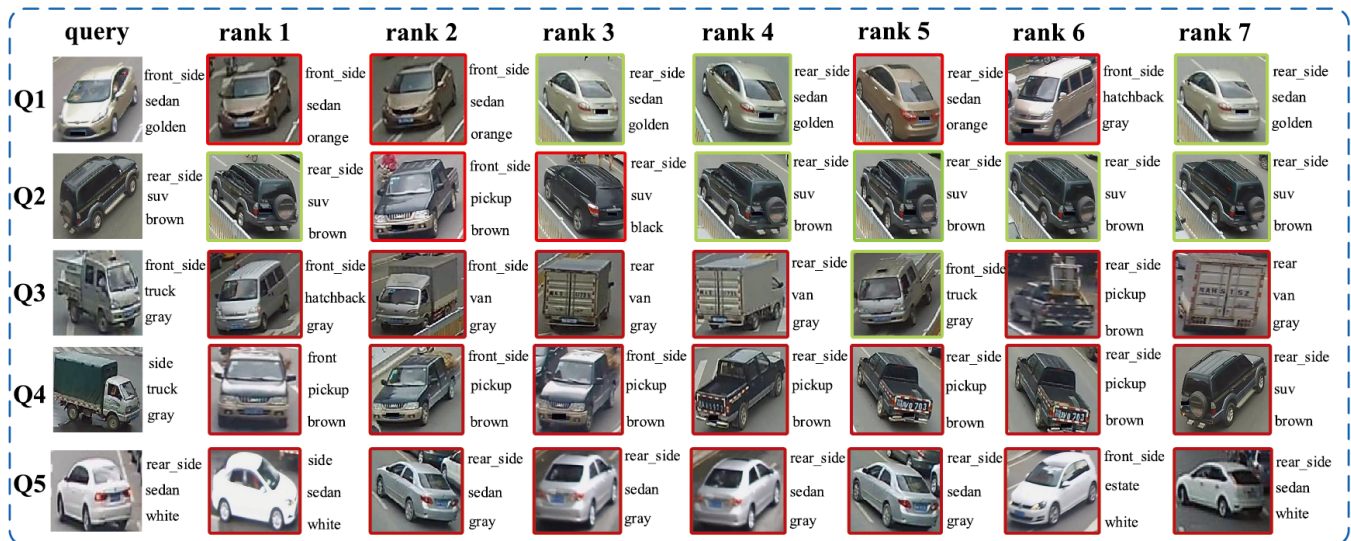 query rank 1 rank 2 rank 3 rank 4 rank 5 rank 6 rank 7
Q1
front_side front_side front_side rear_side rear_side rear_side front_side rear_side
sedan sedan sedan sedan sedan sedan hatchback sedan
golden orange orange golden golden orange gray golden
Q2
rear_side rear_side front_side rear_side rear_side rear_side rear_side rear_side
suv suv pickup suv suv suv suv suv
brown brown brown black brown brown brown brown
Q3
front_side front_side front_side rear rear_side front_side rear_side rear
truck hatchback van van van truck pickup van
gray gray gray gray gray gray brown gray
Q4
side front front_side front_side rear_side rear_side rear_side rear_side
truck pickup pickup pickup pickup pickup pickup suv
gray brown brown brown brown brown brown brown
Q5
rear_side side rear_side rear_side rear_side rear_side front_side rear_side
sedan sedan sedan sedan sedan sedan estate sedan
white white gray gray gray gray white white